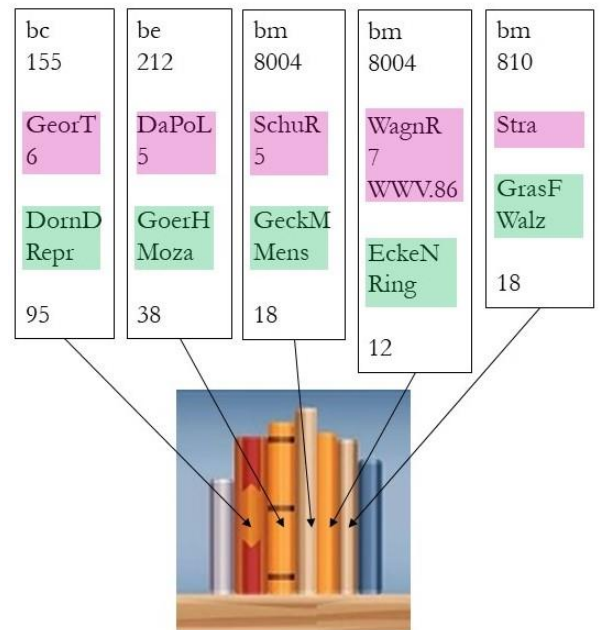 bc
155
GeorT
6
DornD
Repr
95
be
212
DaPoL
5
GoerH
Moza
38
bm
8004
SchuR
5
GeckM
Mens
18
bm
8004
WagnR
7
WWV.86
EckeN
Ring
12
bm
810
Stra
GrasF
Walz
18